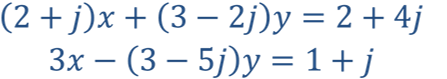 (2 + j)x + (3 − 2j)y = 2 + 4j
3x − (3 − 5j)y = 1 + j